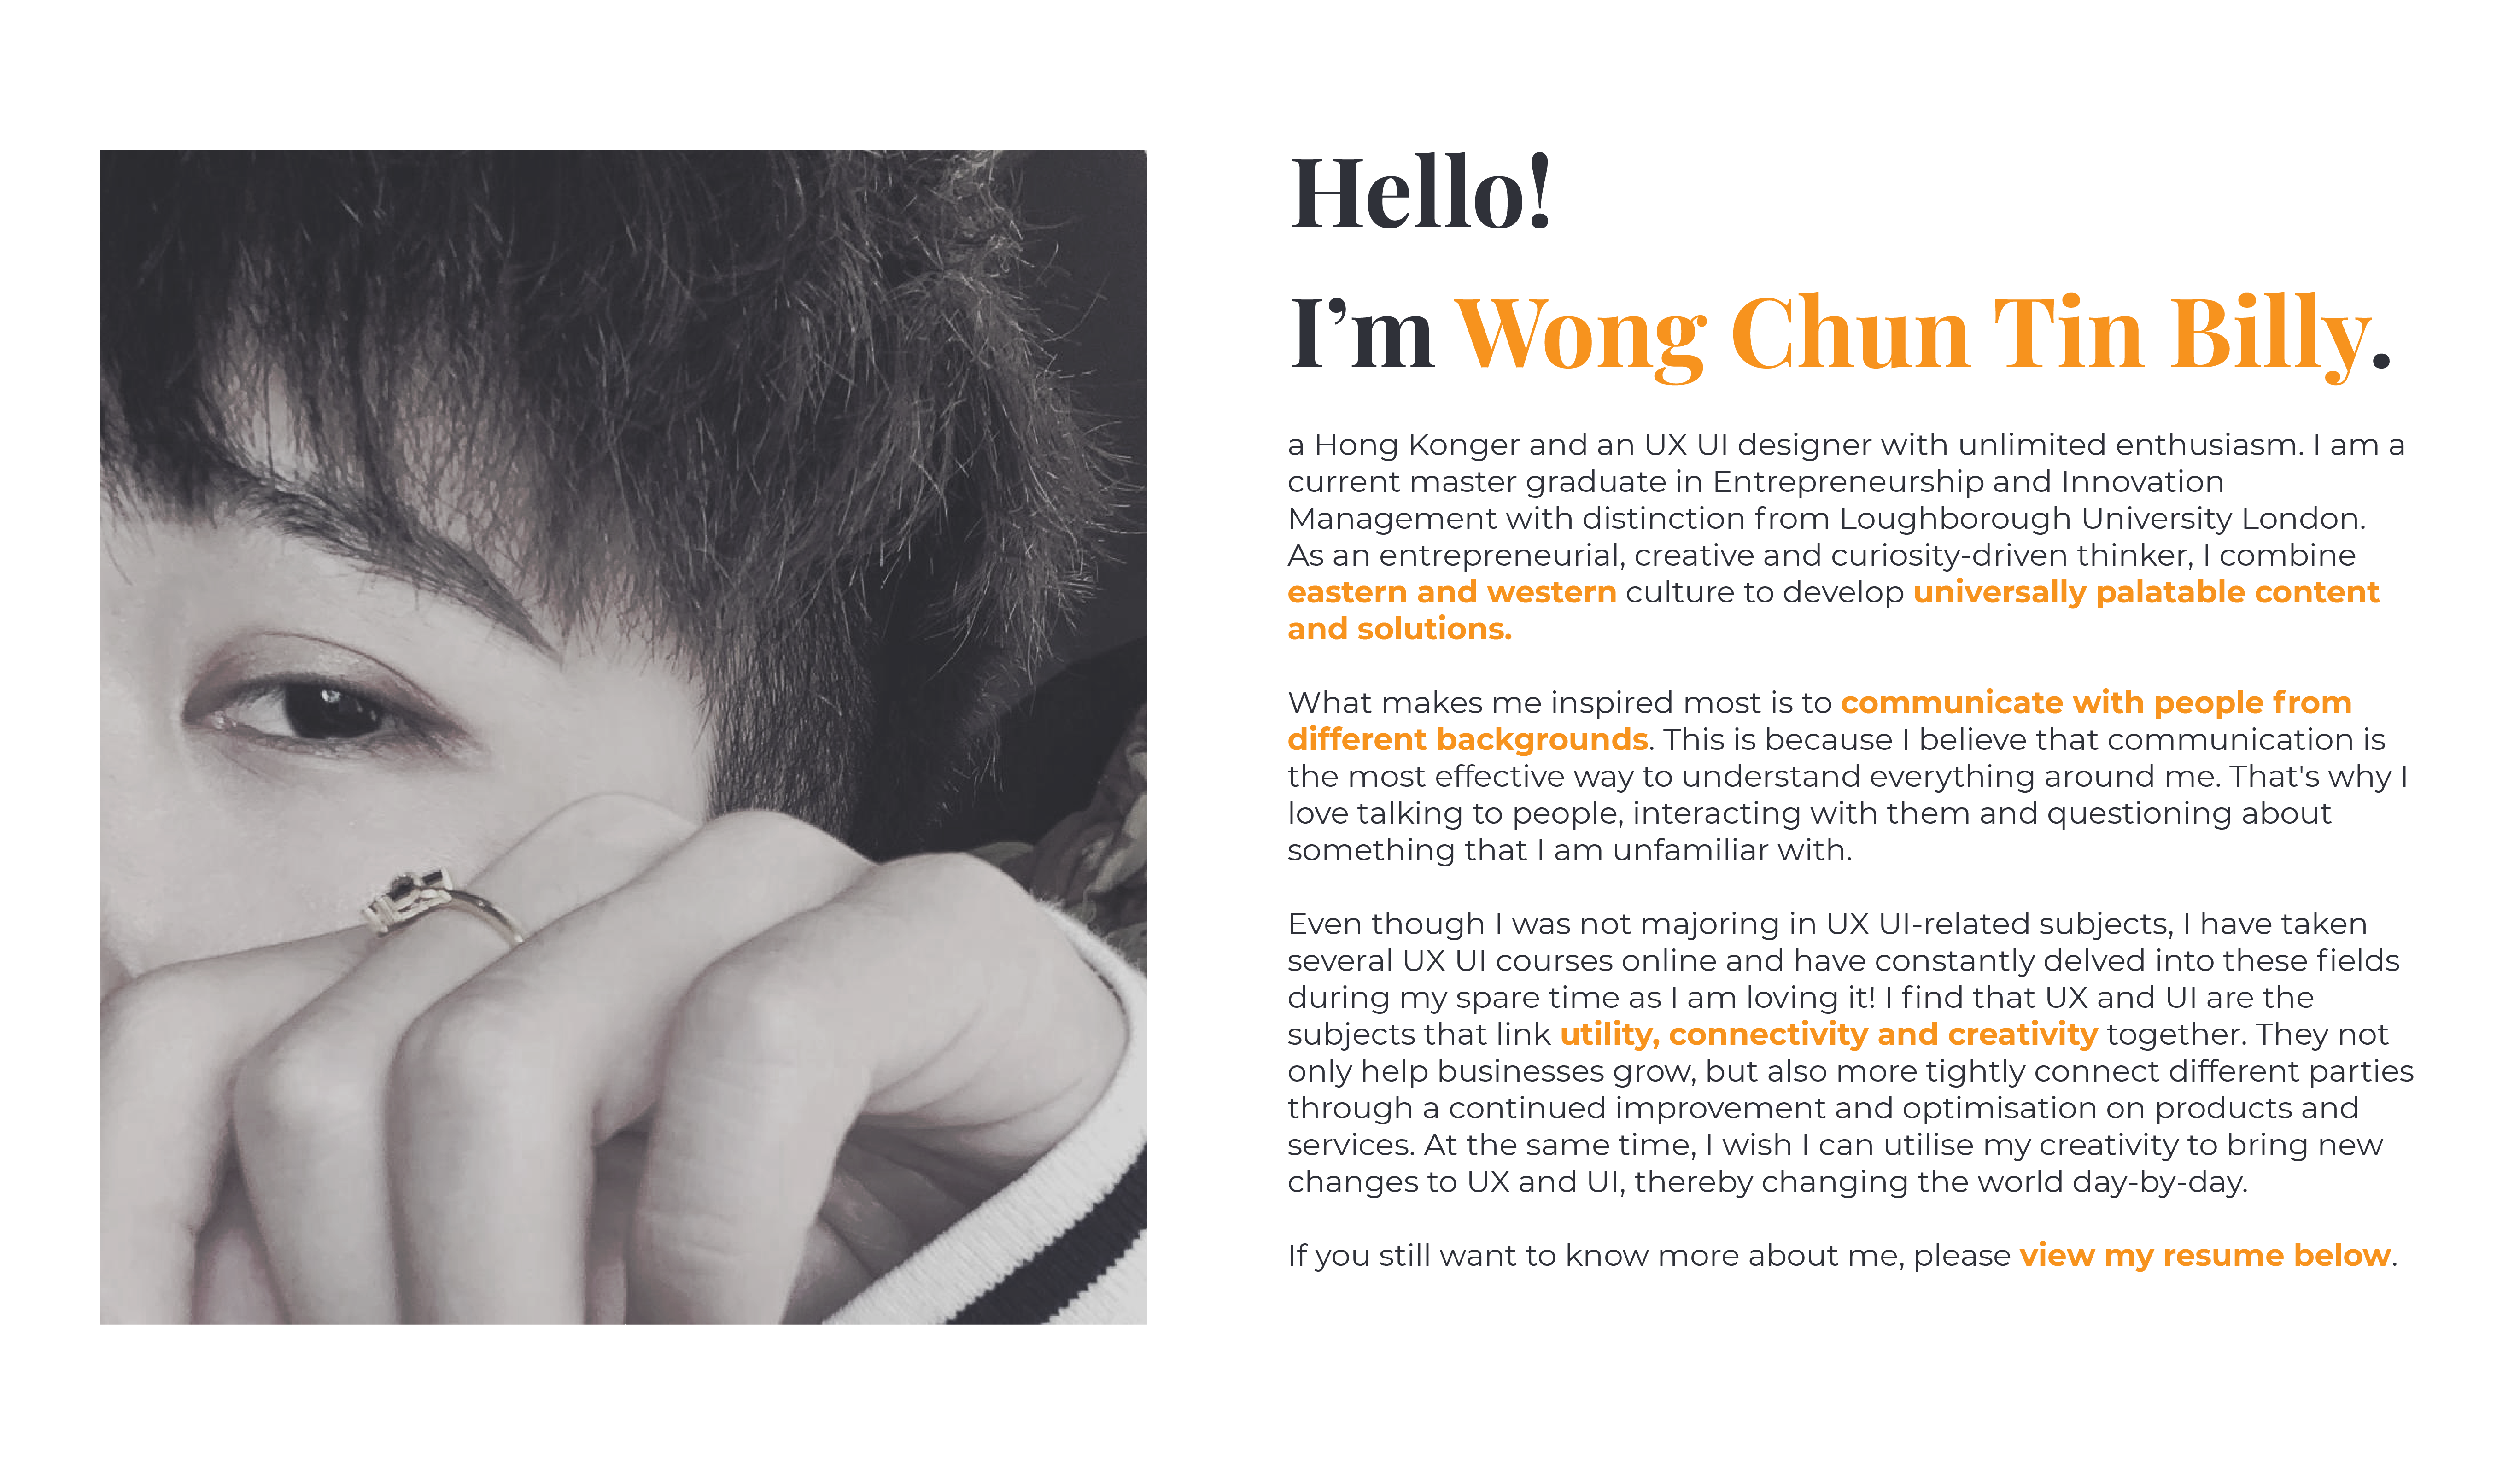 Hello!
I’m Wong Chun Tin Billy.
a Hong Konger and an UX UI designer with unlimited enthusiasm. I am a
current master graduate in Entrepreneurship and Innovation
Management with distinction from Loughborough University London.
As an entrepreneurial, creative and curiosity-driven thinker, I combine
eastern and western culture to develop universally palatable content
and solutions.
What makes me inspired most is to communicate with people from
different backgrounds. This is because I believe that communication is
the most effective way to understand everything around me. That's why I
love talking to people, interacting with them and questioning about
something that I am unfamiliar with.
Even though I was not majoring in UX UI-related subjects, I have taken
several UX UI courses online and have constantly delved into these fields
during my spare time as I am loving it! I find that UX and UI are the
subjects that link utility, connectivity and creativity together. They not
only help businesses grow, but also more tightly connect different parties
through a continued improvement and optimisation on products and
services. At the same time, I wish I can utilise my creativity to bring new
changes to UX and UI, thereby changing the world day-by-day.
If you still want to know more about me, please view my resume below.